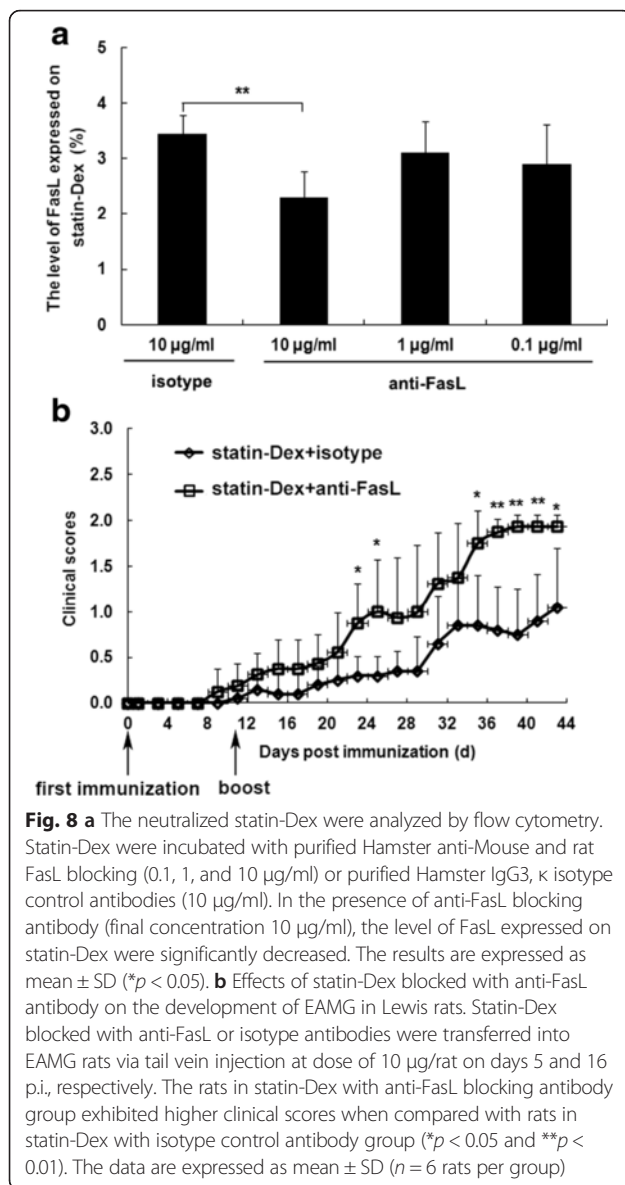 a
The level of FasL expressed on
statin-Dex (%)
5
4
3
2
1
0
**
10 µg/ml 10 µg/ml 1 µg/ml 0.1 µg/ml
isotype anti-FasL
b
Clinical scores
3.0
2.5
2.0
1.5
1.0
0.5
0.0
statin-Dex+isotype
statin-Dex+anti-FasL
* * * ** ** ** *
0 4 8 12 16 20 24 28 32 36 40 44
Days post immunization (d)
first immunization boost
Fig. 8 a The neutralized statin-Dex were analyzed by flow cytometry.
Statin-Dex were incubated with purified Hamster anti-Mouse and rat
FasL blocking (0.1, 1, and 10 µg/ml) or purified Hamster IgG3, κ isotype
control antibodies (10 µg/ml). In the presence of anti-FasL blocking
antibody (final concentration 10 µg/ml), the level of FasL expressed on
statin-Dex were significantly decreased. The results are expressed as
mean ± SD (*p < 0.05). b Effects of statin-Dex blocked with anti-FasL
antibody on the development of EAMG in Lewis rats. Statin-Dex
blocked with anti-FasL or isotype antibodies were transferred into
EAMG rats via tail vein injection at dose of 10 µg/rat on days 5 and 16
p.i., respectively. The rats in statin-Dex with anti-FasL blocking antibody
group exhibited higher clinical scores when compared with rats in
statin-Dex with isotype control antibody group (*p < 0.05 and **p <
0.01). The data are expressed as mean ± SD (n = 6 rats per group)